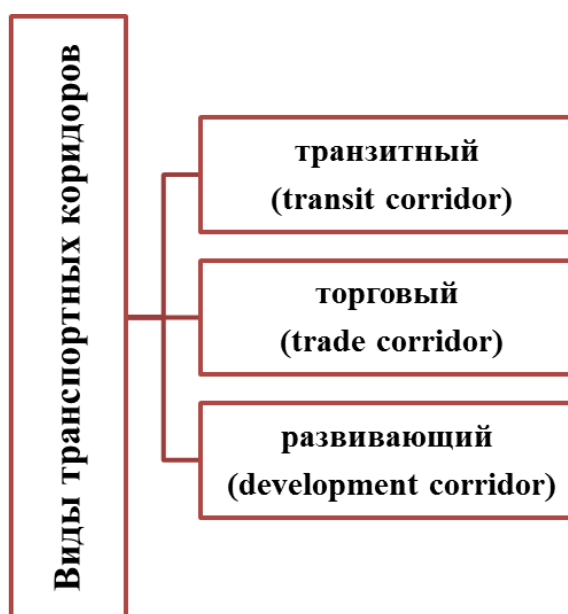 Виды транспортных коридоров
транзитный
(transit corridor)
торговый
(trade corridor)
развивающий
(development corridor)